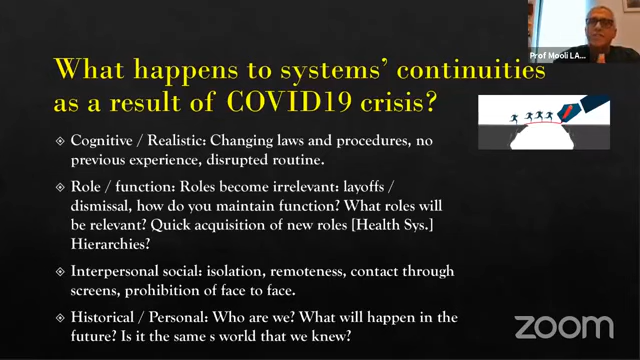 Prof Mooli LA...
What happens to systems' continuities
as a result of COVID19 crisis?
Cognitive / Realistic: Changing laws and procedures, no
previous experience, disrupted routine.
Role / function: Roles become irrelevant: layoffs /
dismissal, how do you maintain function? What roles will
be relevant? Quick acquisition of new roles [Health Sys.]
Hierarchies?
Interpersonal social: isolation, remoteness, contact through
screens, prohibition of face to face.
Historical / Personal: Who are we? What will happen in the
future? Is it the same s world that we knew?
zoom